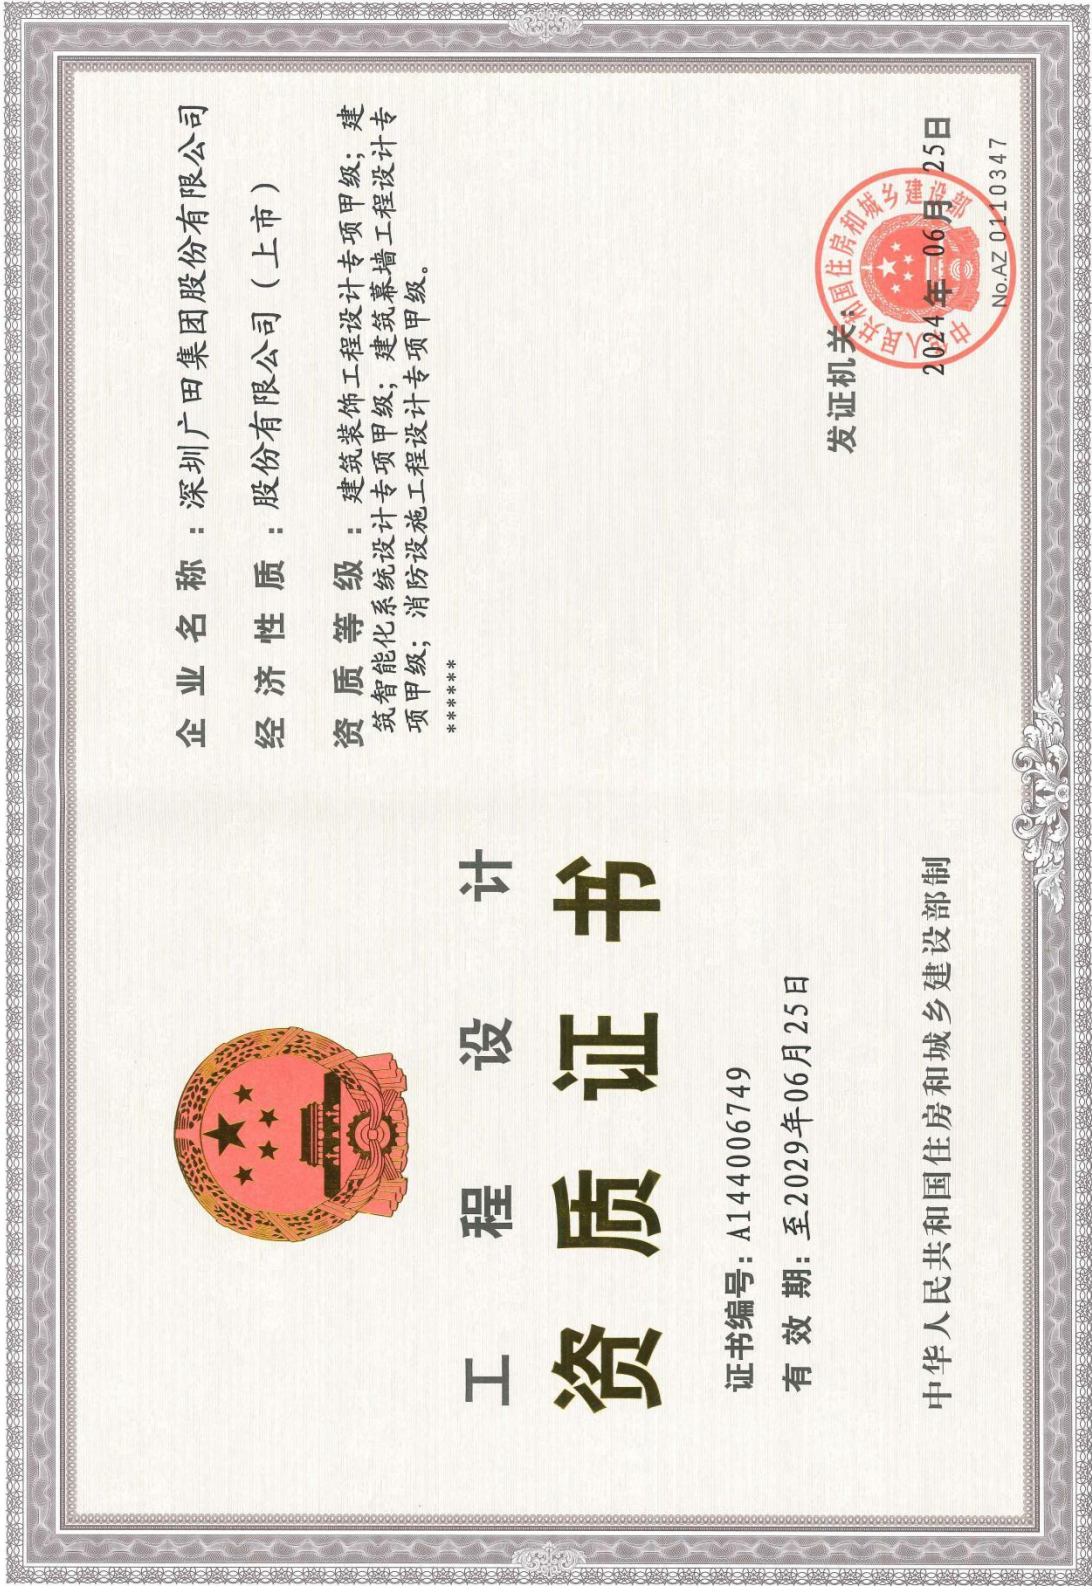 工程设计
资质证书
证书编号：A144006749
有 效 期：至2029年06月25日
中华人民共和国住房和城乡建设部制
企业名称：深圳广田集团股份有限公司
经济性质：股份有限公司（上市）
资质等级：建筑装饰工程设计专项甲级；建
筑智能化系统设计专项甲级；建筑幕墙工程设计专
项甲级；消防设施工程设计专项甲级。
******
发证机关：
中华人民共和国住房和城乡建设部
2024年 06月 25日
No.AZ 0110347